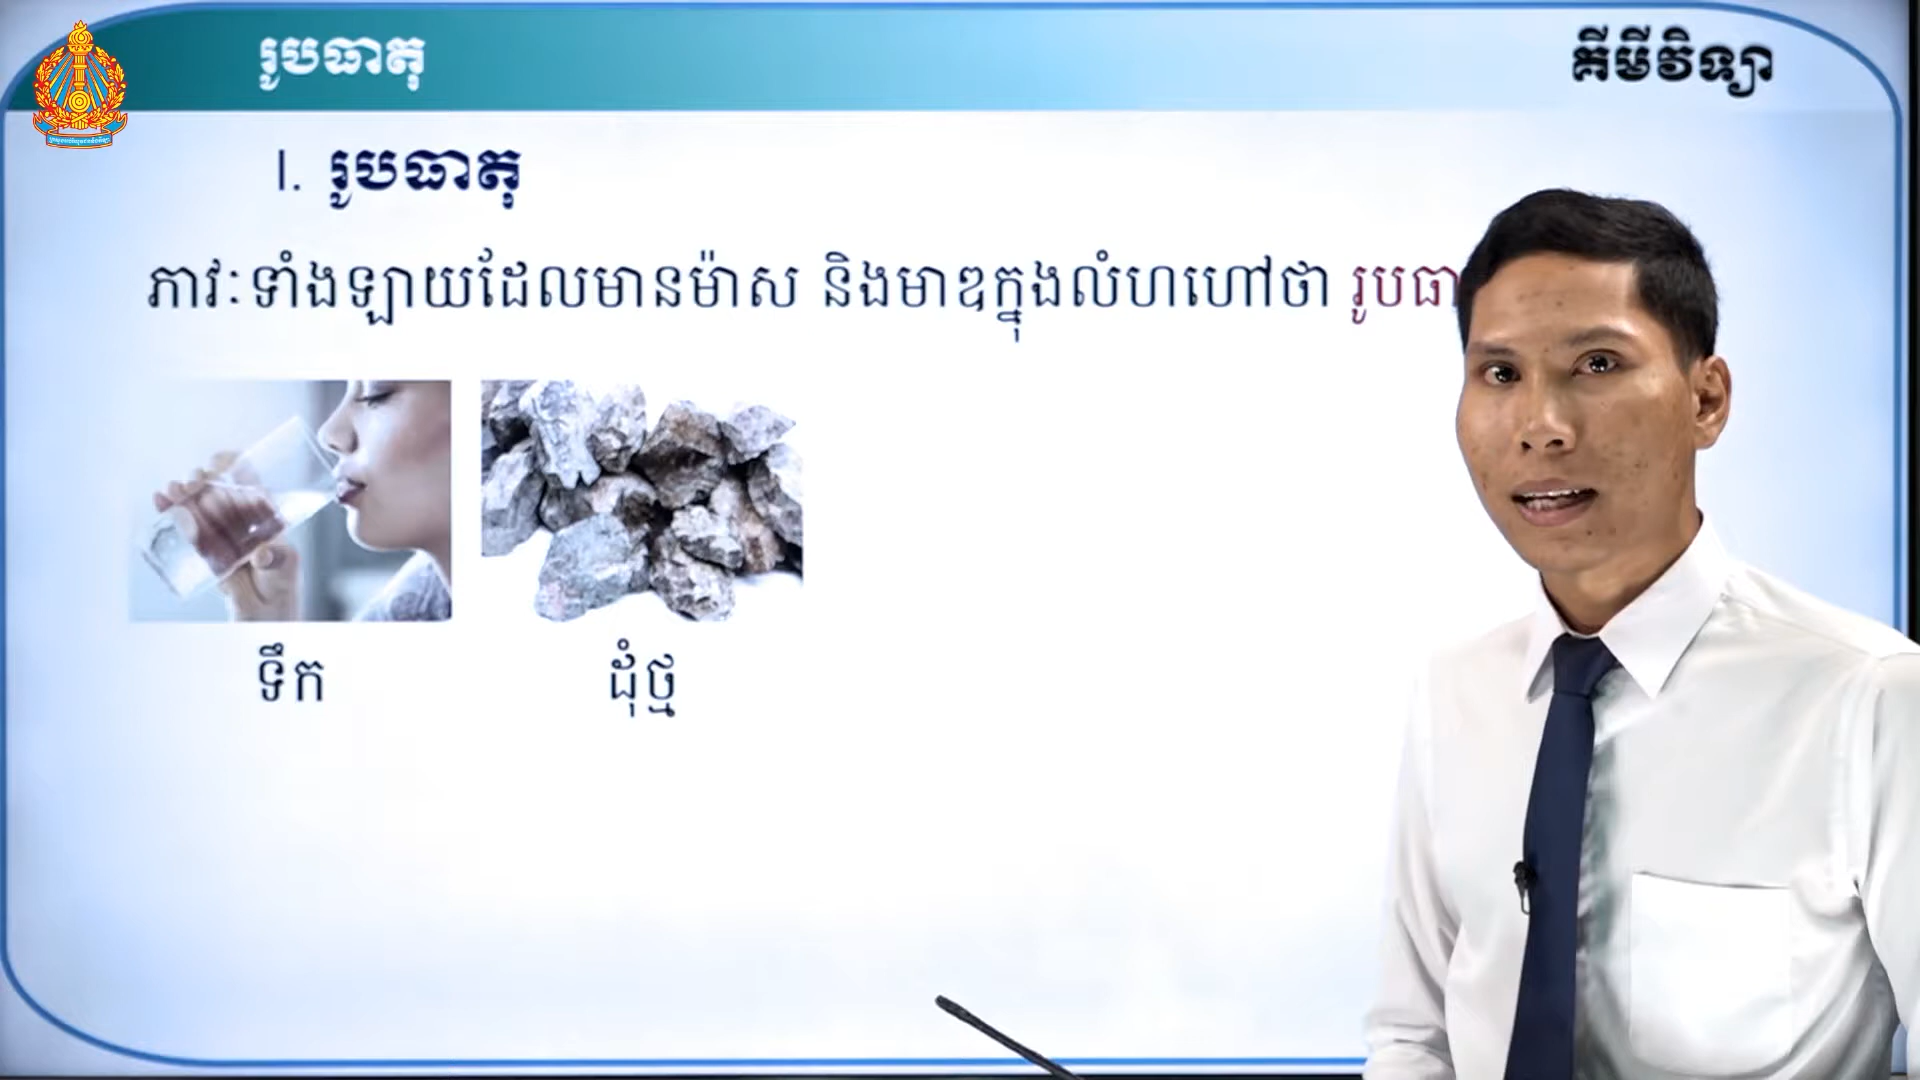 រូបធាតុ
គីមីវិទ្យា
I. រូបធាតុ
ភាវៈទាំងឡាយដែលមានម៉ាស និងមាឌក្នុងលំហហៅថា
ទឹក
ដុំថ្ម